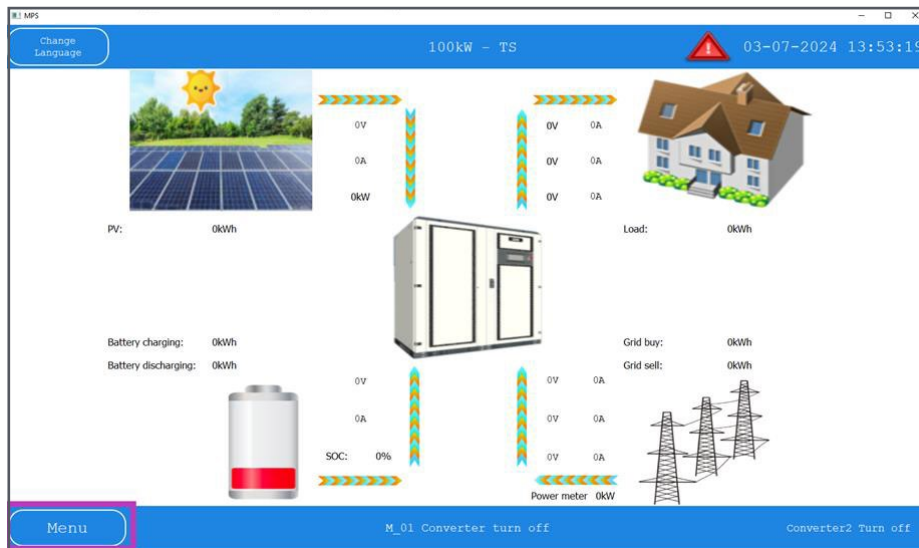 MPS
Change
Language
100kW - TS
03-07-2024 13:53:19
0V
0A
0kW
0V 0A
0V 0A
0V 0A
PV: 0kWh
Load: 0kWh
Battery charging: 0kWh
Battery discharging: 0kWh
Grid buy: 0kWh
Grid sell: 0kWh
0V
0A
SOC: 0%
0V 0A
0V 0A
0V 0A
Power meter 0kW
Menu
M_01 Converter turn off
Converter2 Turn off